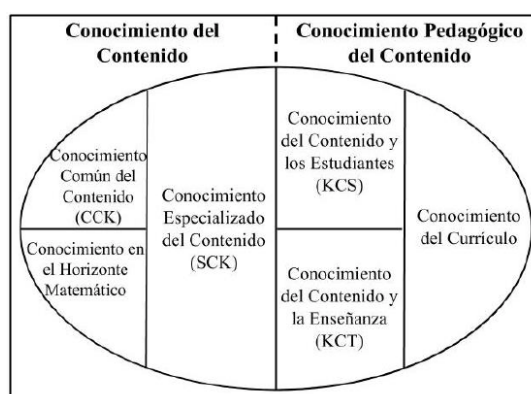 Conocimiento del
Contenido
Conocimiento Pedagógico
del Contenido
Conocimiento
Común del
Contenido
(CCK)
Conocimiento en
el Horizonte
Matemático
Conocimiento
Especializado
del Contenido
(SCK)
Conocimiento
del Contenido y
los Estudiantes
(KCS)
Conocimiento
del Contenido y
la Enseñanza
(KCT)
Conocimiento
del Currículo